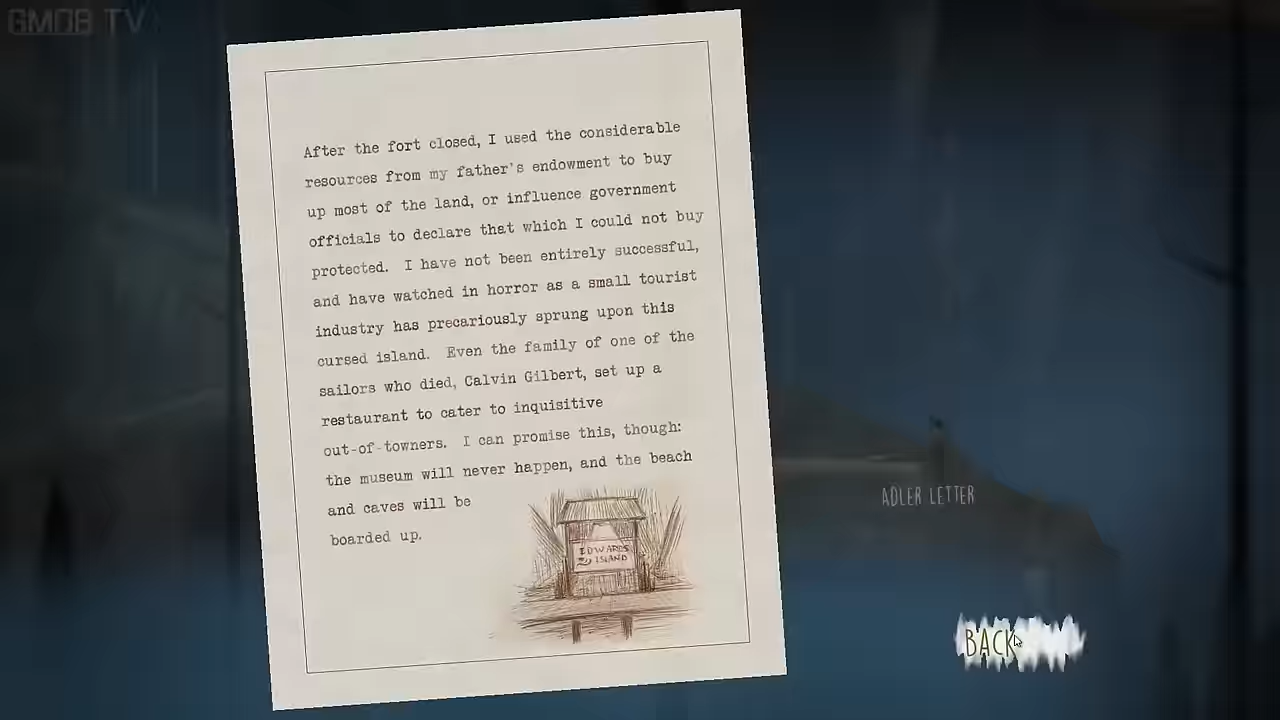 GMDB TV
After the fort closed, I used the considerable
resources from my father's endowment to buy
up most of the land, or influence government
officials to declare that which I could not buy
protected. I have not been entirely successful,
and have watched in horror as a small tourist
industry has precariously sprung upon this
cursed island. Even the family of one of the
sailors who died, Calvin Gilbert, set up a
restaurant to cater to inquisitive
out-of-towners. I can promise this, though:
the museum will never happen, and the beach
and caves will be
boarded up.
EDWARDS
ISLAND
ADLER LETTER
BACK